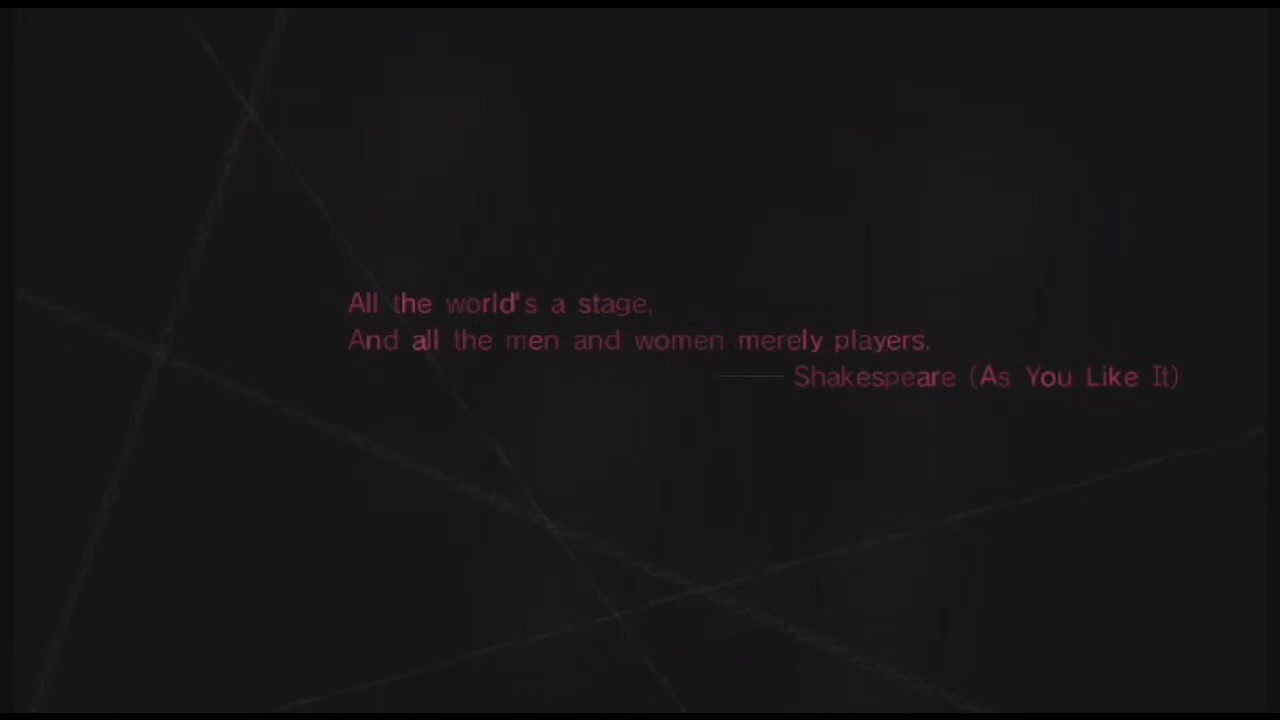 All the world's a stage,
And all the men and women merely players.
—— Shakespeare (As You Like It)